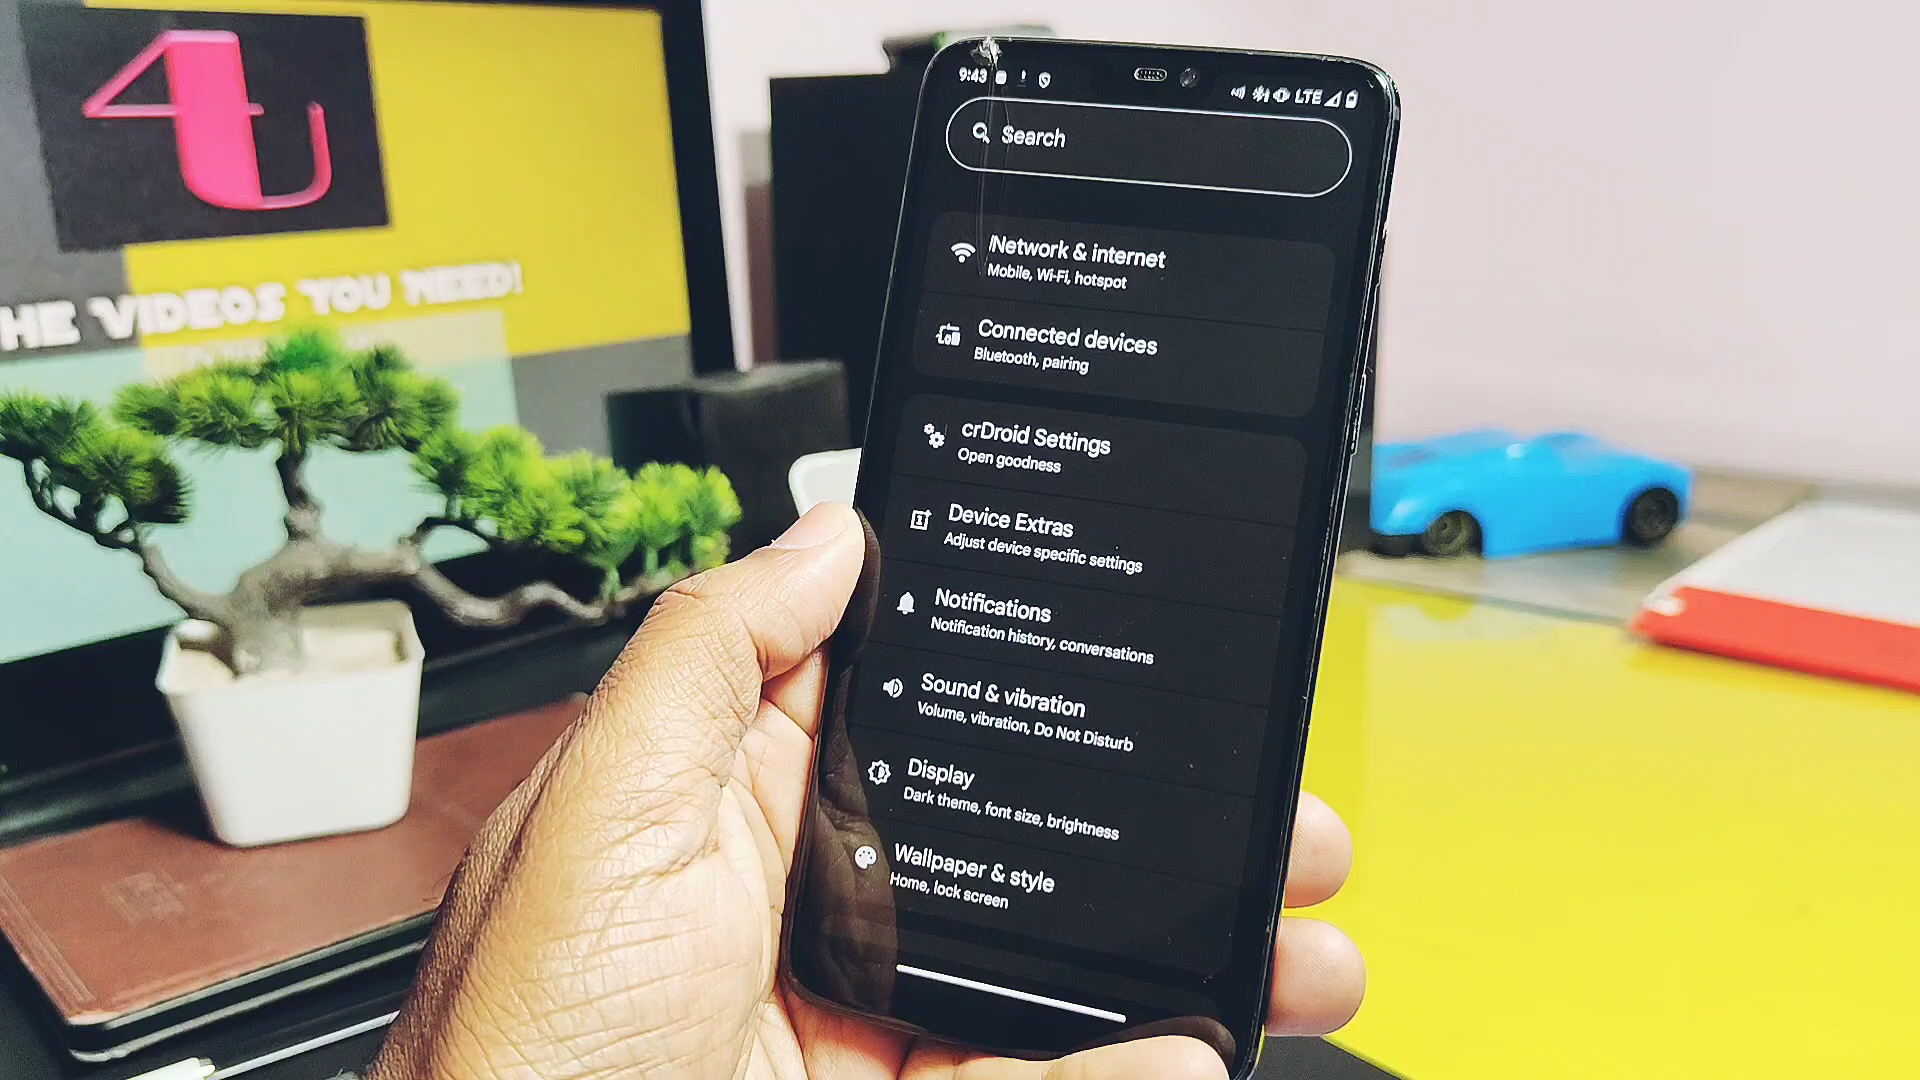 4U
HE VIDEOS YOU NEED!
9:43
LTE
Search
Network & internet
Mobile, Wi-Fi, hotspot
Connected devices
Bluetooth, pairing
crDroid Settings
Open goodness
Device Extras
Adjust device specific settings
Notifications
Notification history, conversations
Sound & vibration
Volume, vibration, Do Not Disturb
Display
Dark theme, font size, brightness
Wallpaper & style
Home, lock screen